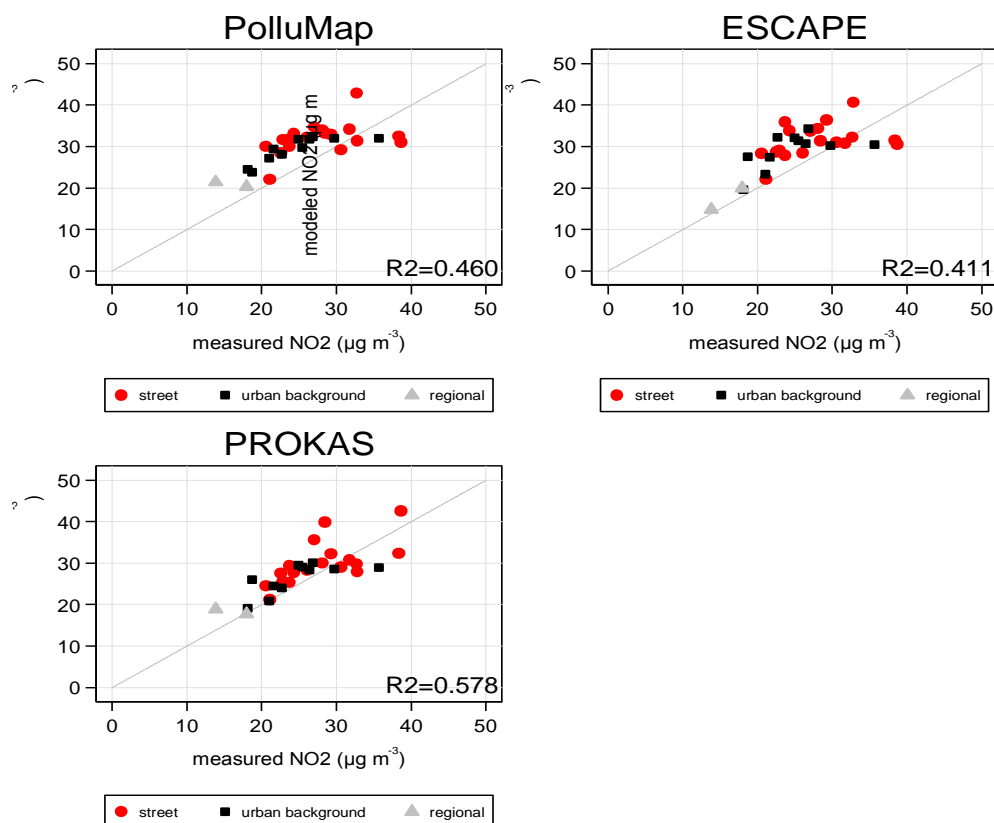 PolluMap
-3 )
50
40
30
20
10
0
modeled NO2 (µg m
R2=0.460
0 10 20 30 40 50
measured NO2 (µg m-3)
street urban background regional
ESCAPE
-3 )
50
40
30
20
10
0
R2=0.411
0 10 20 30 40 50
measured NO2 (µg m-3)
street urban background regional
PROKAS
-3 )
50
40
30
20
10
0
R2=0.578
0 10 20 30 40 50
measured NO2 (µg m-3)
street urban background regional